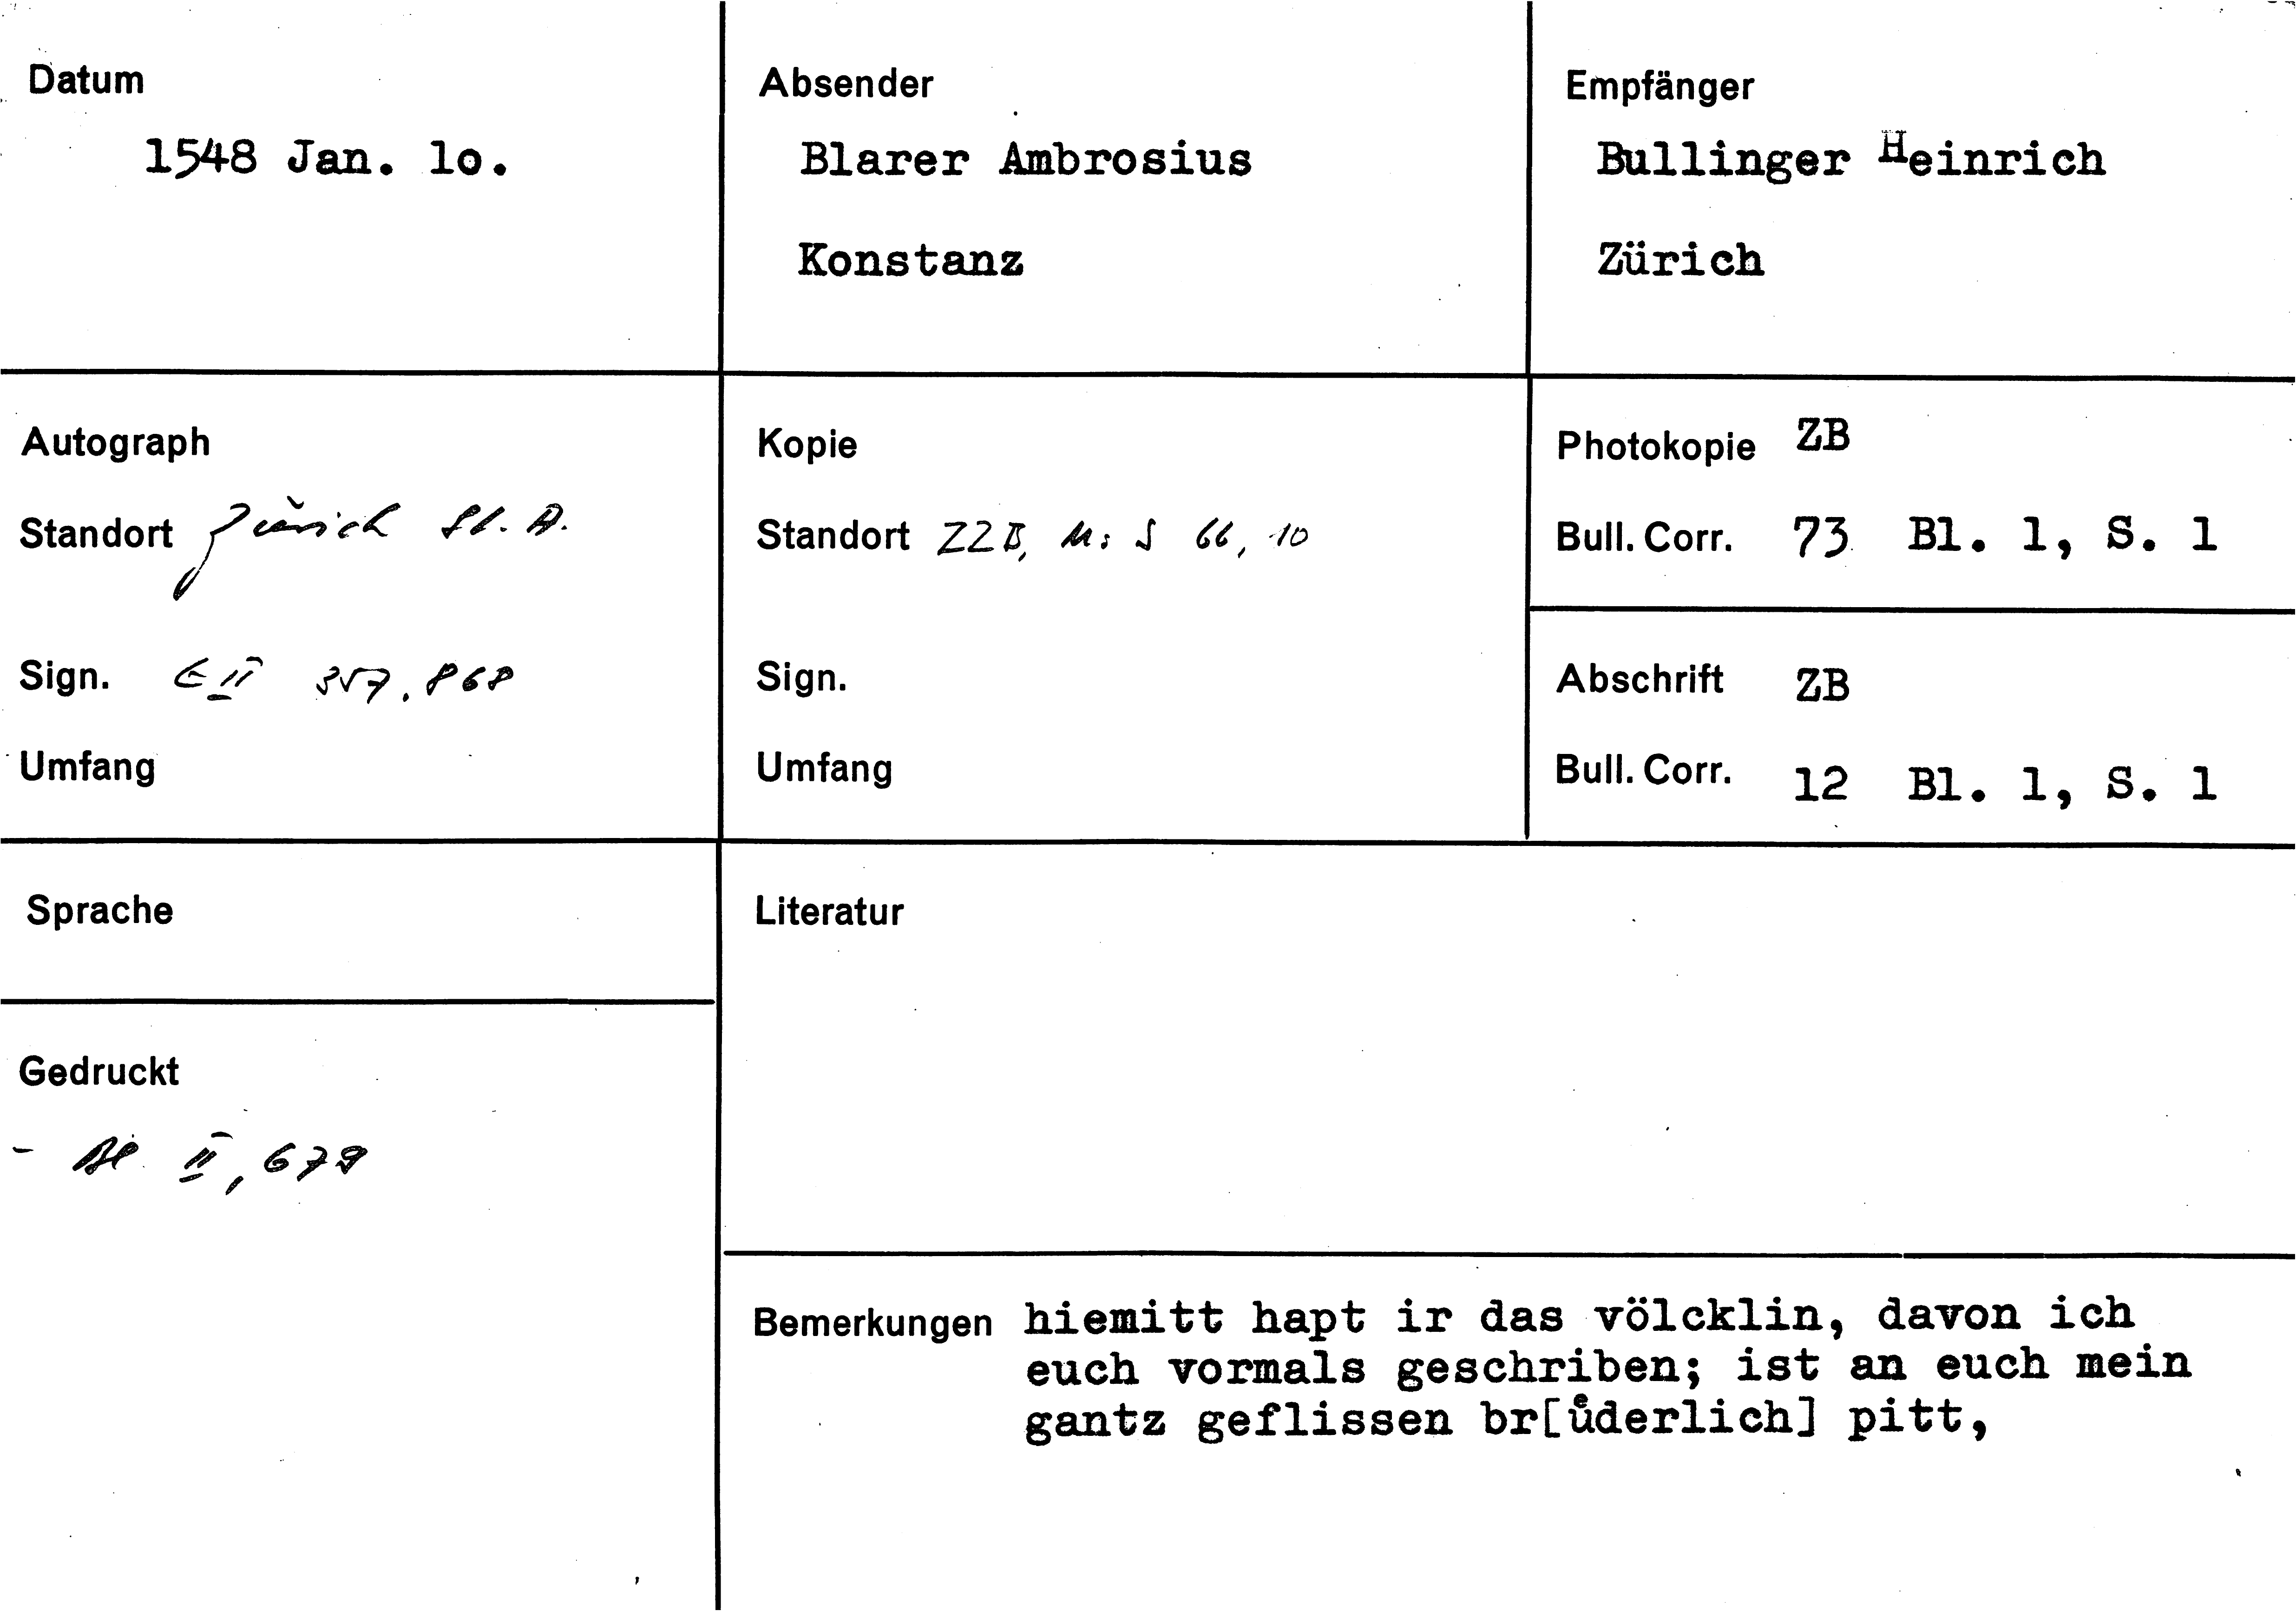 Datum
1548 Jan. lo.
Absender
Blarer Ambrosius
Konstanz
Empfänger
Bullinger Heinrich
Zürich
Autograph
Standort Zürich St. A.
Sign. E II 357, 868
Umfang
Kopie
Standort ZZB, Ms S 66, 10
Sign.
Umfang
Photokopie ZB
Bull. Corr. 73 Bl. 1, S. 1
Abschrift ZB
Bull. Corr. 12 Bl. 1, S. 1
Sprache
Gedruckt
- Bl. II, 679
Literatur
Bemerkungen hiemitt hapt ir das völcklin, davon ich
euch vormals geschriben; ist an euch mein
gantz geflissen br[uͤderlich] pitt,